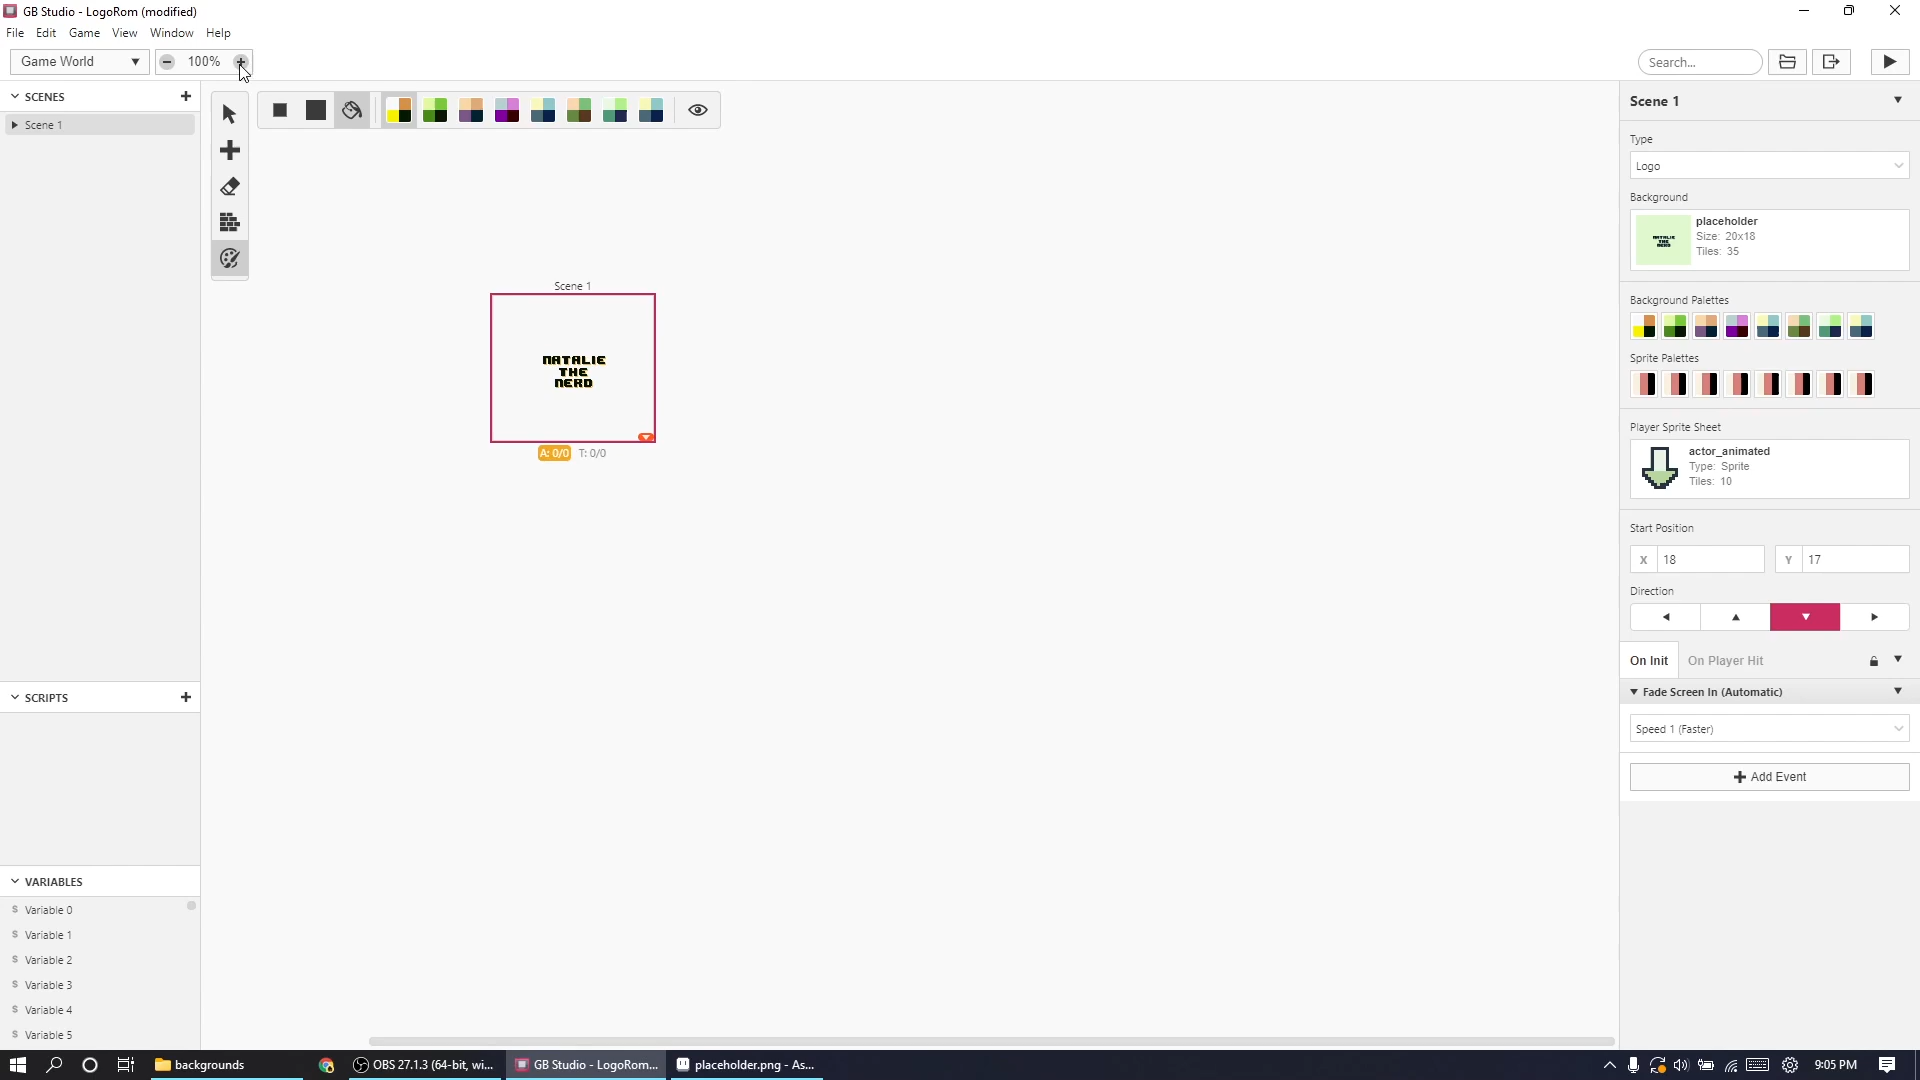 GB Studio - LogoRom (modified)
File Edit Game View Window Help
Game World 100% Search...
SCENES
Scene 1
Scene 1
NATALIE
THE
NERD
A: 0/0 T: 0/0
SCRIPTS
VARIABLES
$ Variable 0
$ Variable 1
$ Variable 2
$ Variable 3
$ Variable 4
$ Variable 5
Scene 1
Type
Logo
Background
NATALIE
THE
NERD
placeholder
Size: 20x18
Tiles: 35
Background Palettes
Sprite Palettes
Player Sprite Sheet
actor_animated
Type: Sprite
Tiles: 10
Start Position
X 18 Y 17
Direction
On Init On Player Hit
Fade Screen In (Automatic)
Speed 1 (Faster)
Add Event
backgrounds OBS 27.1.3 (64-bit, wi... GB Studio - LogoRom... placeholder.png - As... 9:05 PM